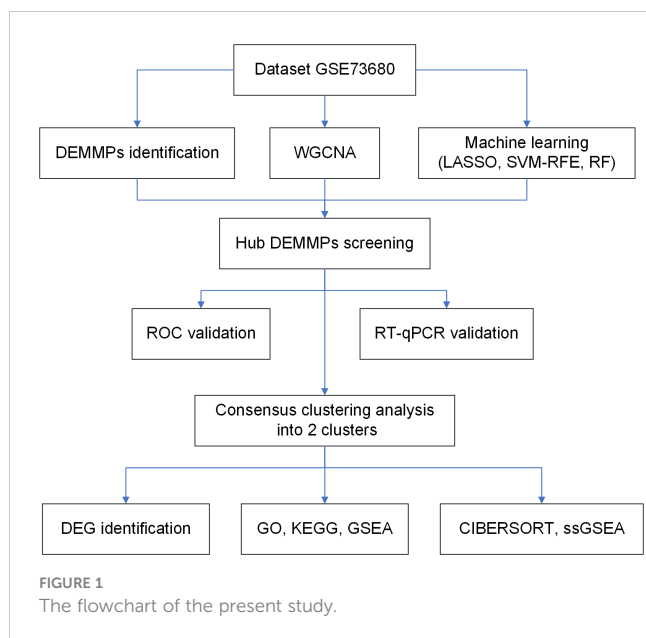 Dataset GSE73680
DEMMPs identification
WGCNA
Machine learning
(LASSO, SVM-RFE, RF)
Hub DEMMPs screening
ROC validation
RT-qPCR validation
Consensus clustering analysis
into 2 clusters
DEG identification
GO, KEGG, GSEA
CIBERSORT, ssGSEA
FIGURE 1
The flowchart of the present study.